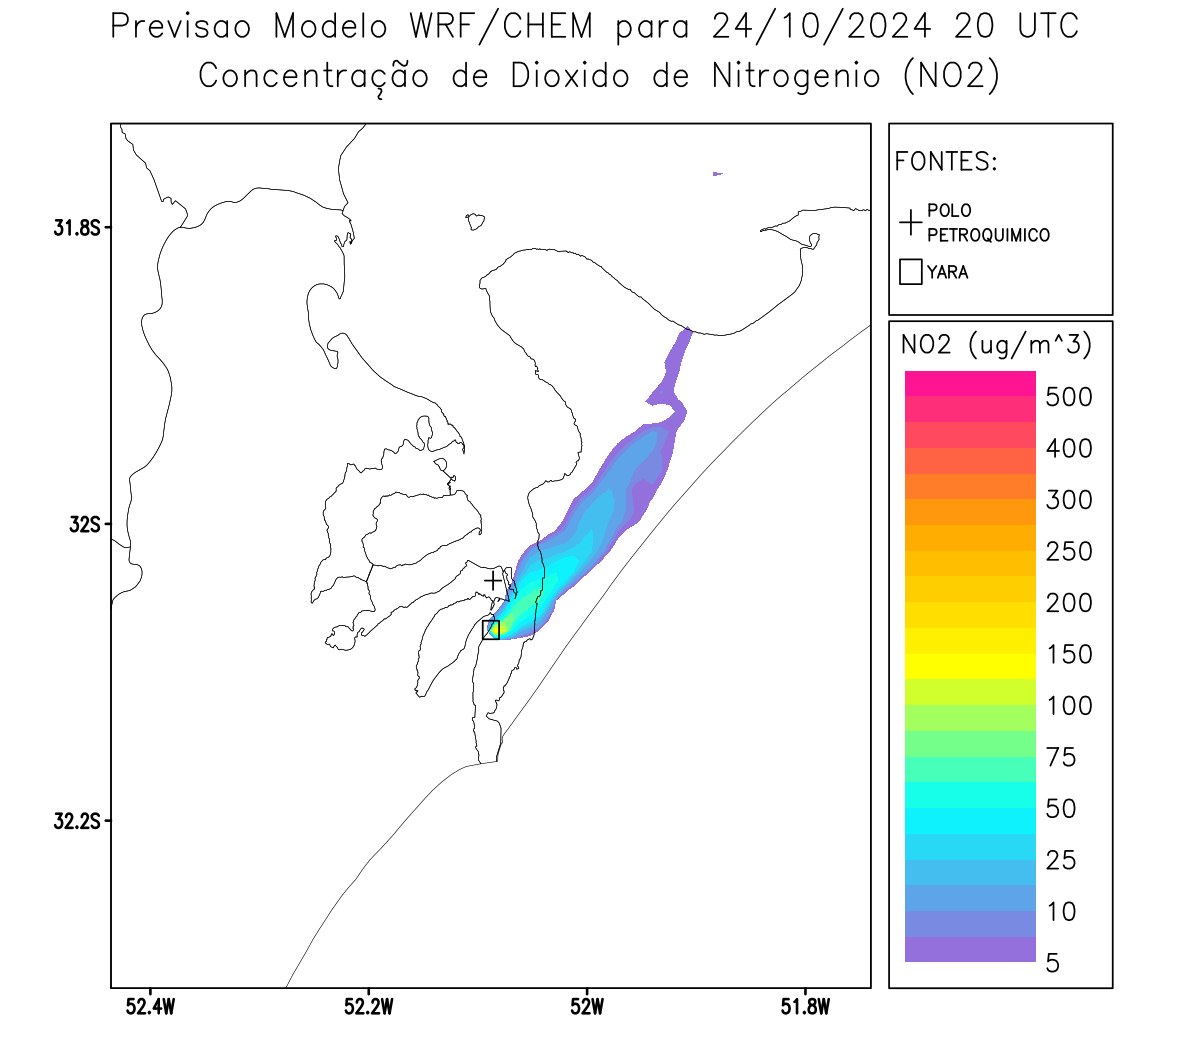 Previsao Modelo WRF/CHEM para 24/10/2024 20 UTC
Concentração de Dioxido de Nitrogenio (NO2)
FONTES:
POLO
PETROQUIMICO
YARA
NO2 (ug/m^3)
500
400
300
250
200
150
100
75
50
25
10
5
31.8S
32S
32.2S
52.4W
52.2W
52W
51.8W